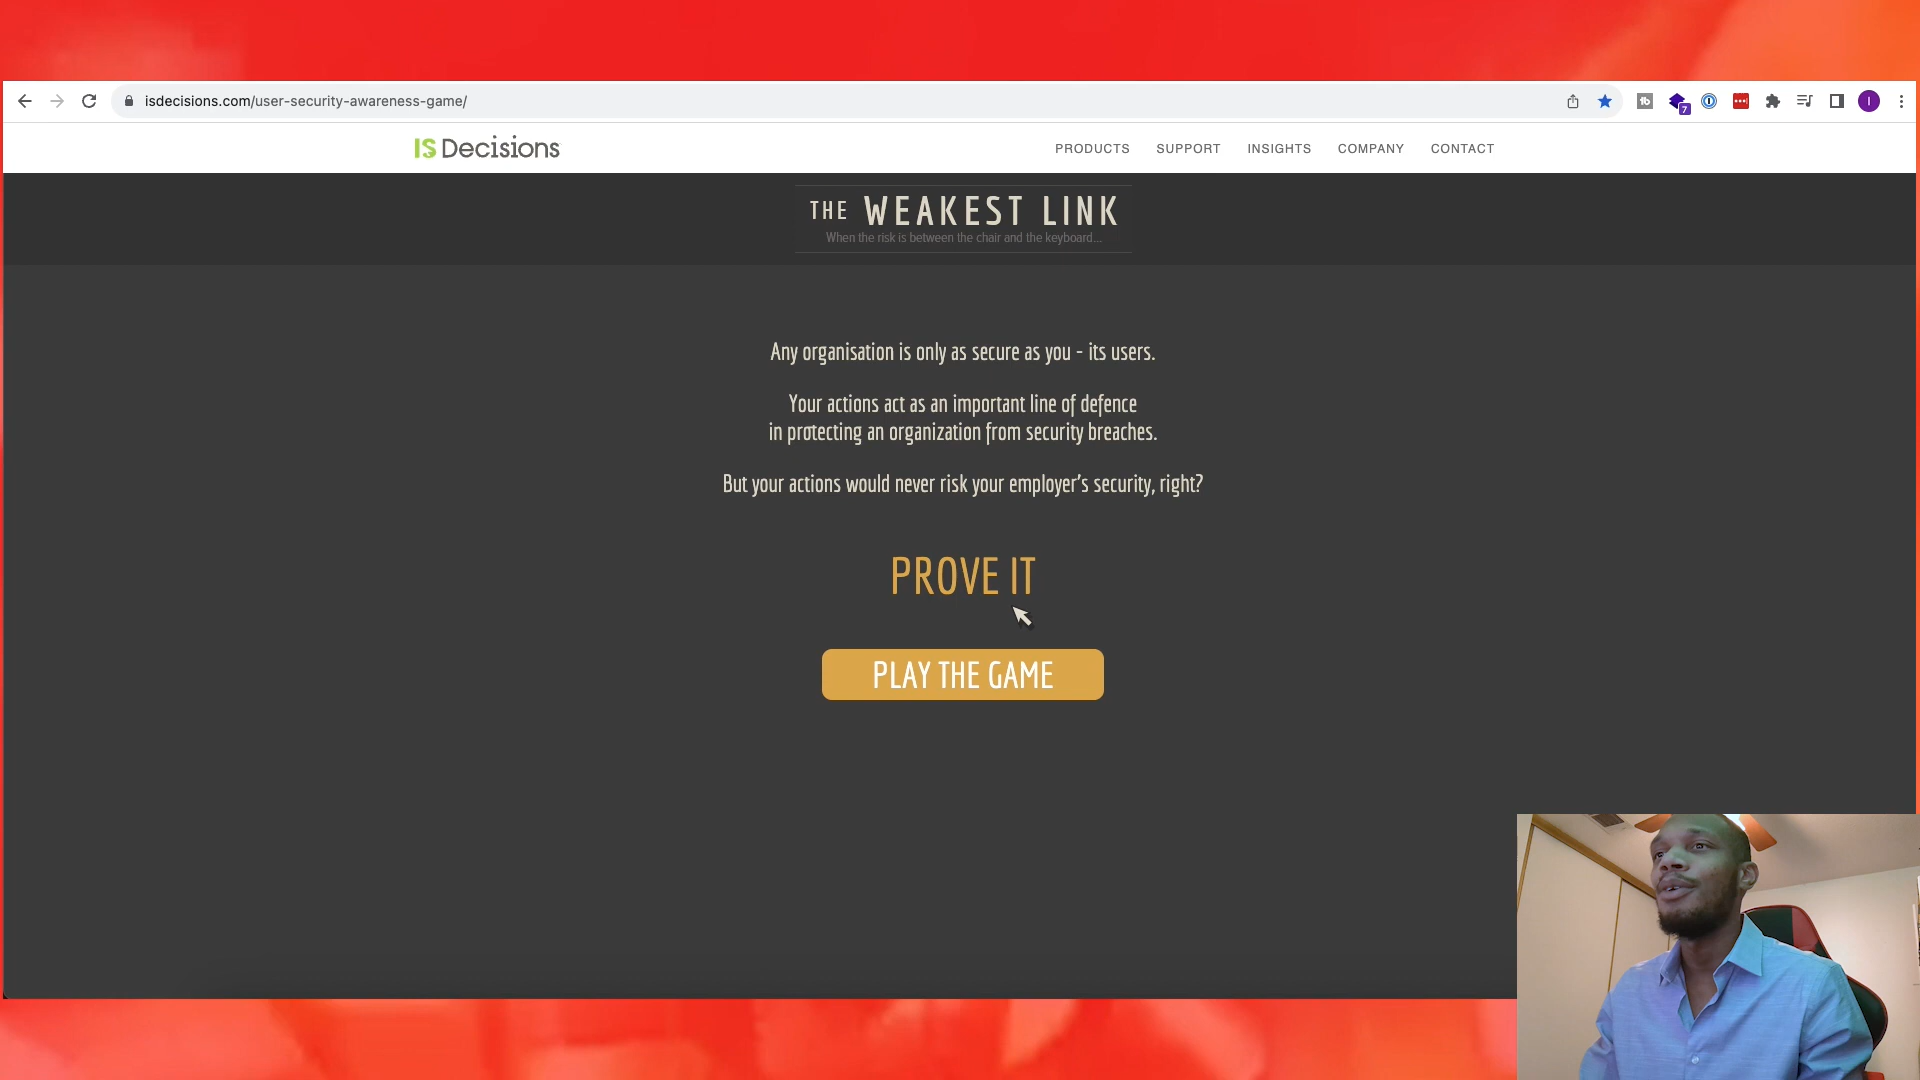 isdecisions.com/user-security-awareness-game/
7
I
IS Decisions
PRODUCTS SUPPORT INSIGHTS COMPANY CONTACT
THE WEAKEST LINK
When the risk is between the chair and the keyboard...
Any organisation is only as secure as you - its users.
Your actions act as an important line of defence
in protecting an organization from security breaches.
But your actions would never risk your employer's security, right?
PROVE IT
PLAY THE GAME